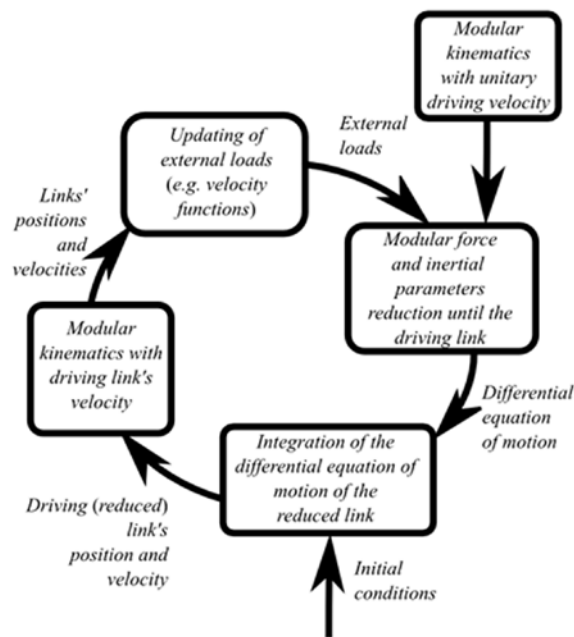 Modular
kinematics
with unitary
driving velocity
Updating of
external loads
(e.g. velocity
functions)
External
loads
Links'
positions
and
velocities
Modular force
and inertial
parameters
reduction until the
driving link
Modular
kinematics with
driving link's
velocity
Differential
equation
of motion
Integration of the
differential equation of
motion of the
reduced link
Driving (reduced)
link's
position and
velocity
Initial
conditions